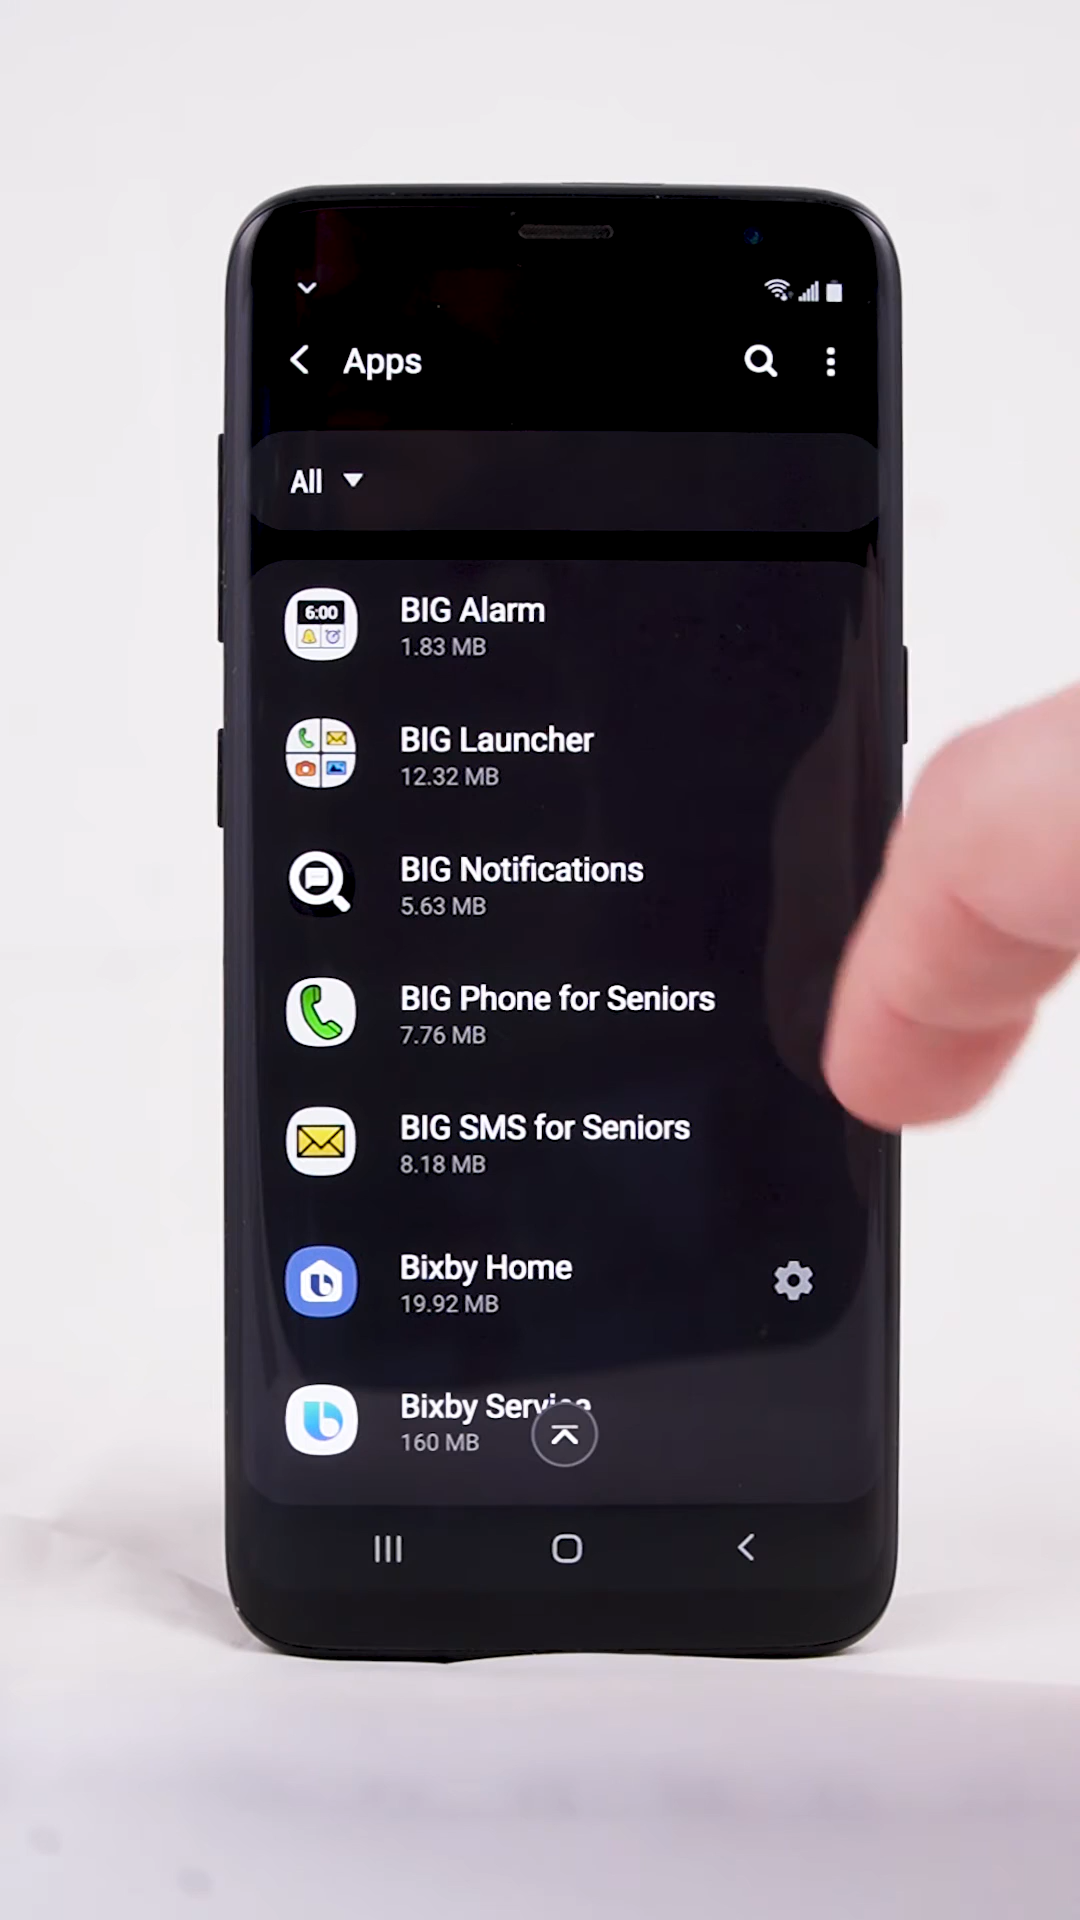 Apps
All
6:00
BIG Alarm
1.83 MB
BIG Launcher
12.32 MB
BIG Notifications
5.63 MB
BIG Phone for Seniors
7.76 MB
BIG SMS for Seniors
8.18 MB
Bixby Home
19.92 MB
Bixby Service
160 MB